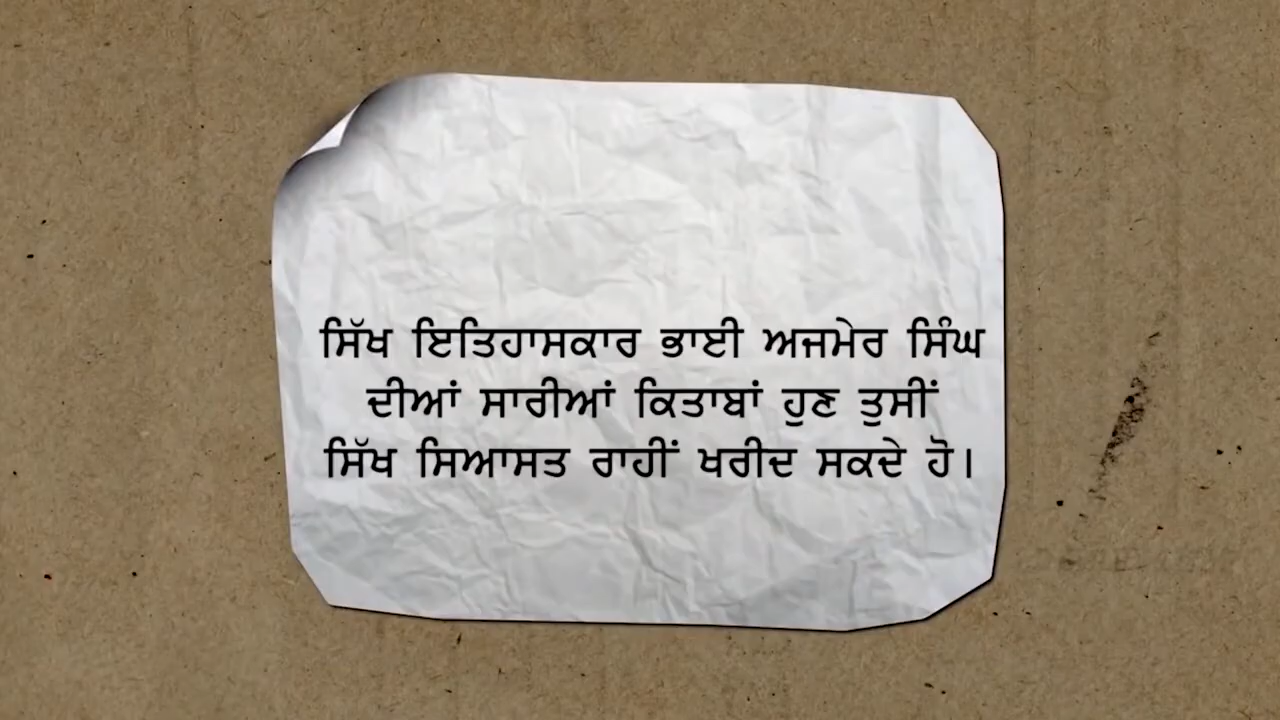 ਸਿੱਖ ਇਤਿਹਾਸਕਾਰ ਭਾਈ ਅਜਮੇਰ ਸਿੰਘ
ਦੀਆਂ ਸਾਰੀਆਂ ਕਿਤਾਬਾਂ ਹੁਣ ਤੁਸੀਂ
ਸਿੱਖ ਸਿਆਸਤ ਰਾਹੀਂ ਖਰੀਦ ਸਕਦੇ ਹੋ।